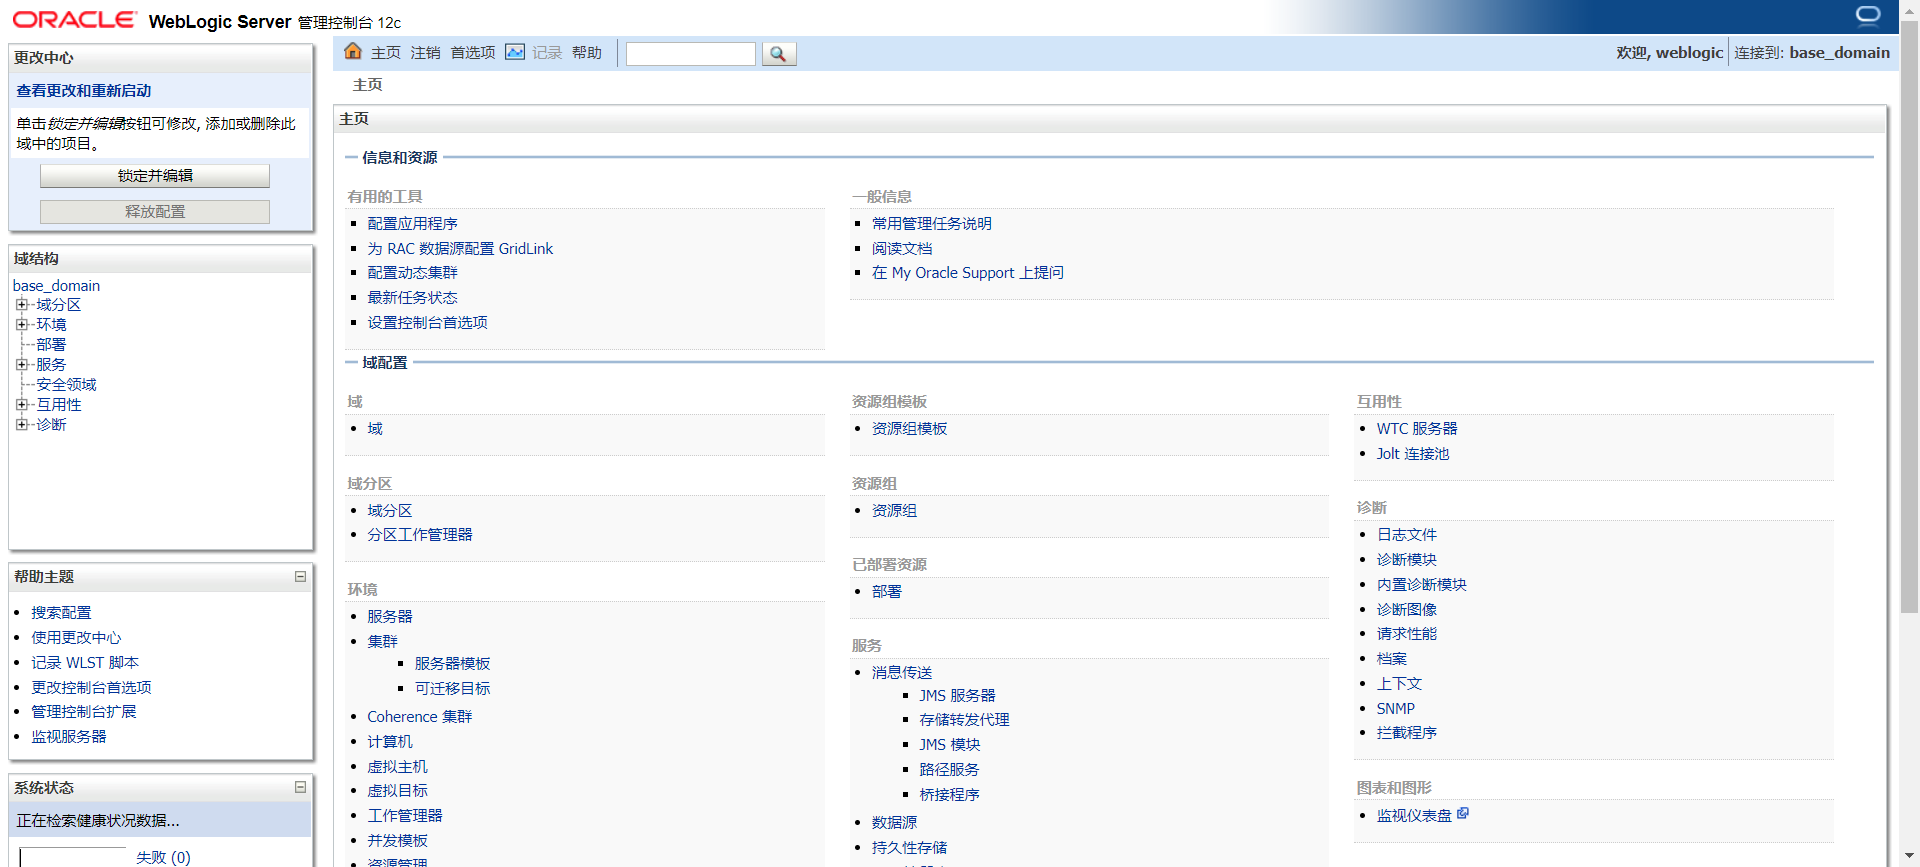 ORACLE WebLogic Server 管理控制台 12c
更改中心
查看更改和重新启动
单击锁定并编辑按钮可修改, 添加或删除此
域中的项目。
锁定并编辑
释放配置
域结构
base_domain
域分区
环境
部署
服务
安全领域
互用性
诊断
帮助主题
搜索配置
使用更改中心
记录 WLST 脚本
更改控制台首选项
管理控制台扩展
监视服务器
系统状态
正在检索健康状况数据...
失败 (0)
主页 注销 首选项 记录 帮助
欢迎, weblogic 连接到: base_domain
主页
主页
信息和资源
有用的工具
配置应用程序
为 RAC 数据源配置 GridLink
配置动态集群
最新任务状态
设置控制台首选项
一般信息
常用管理任务说明
阅读文档
在 My Oracle Support 上提问
域配置
域
域
域分区
域分区
分区工作管理器
环境
服务器
集群
服务器模板
可迁移目标
Coherence 集群
计算机
虚拟主机
虚拟目标
工作管理器
并发模板
资源管理
资源组模板
资源组模板
资源组
资源组
已部署资源
部署
服务
消息传送
JMS 服务器
存储转发代理
JMS 模块
路径服务
桥接程序
数据源
持久性存储
互用性
WTC 服务器
Jolt 连接池
诊断
日志文件
诊断模块
内置诊断模块
诊断图像
请求性能
档案
上下文
SNMP
拦截程序
图表和图形
监视仪表盘